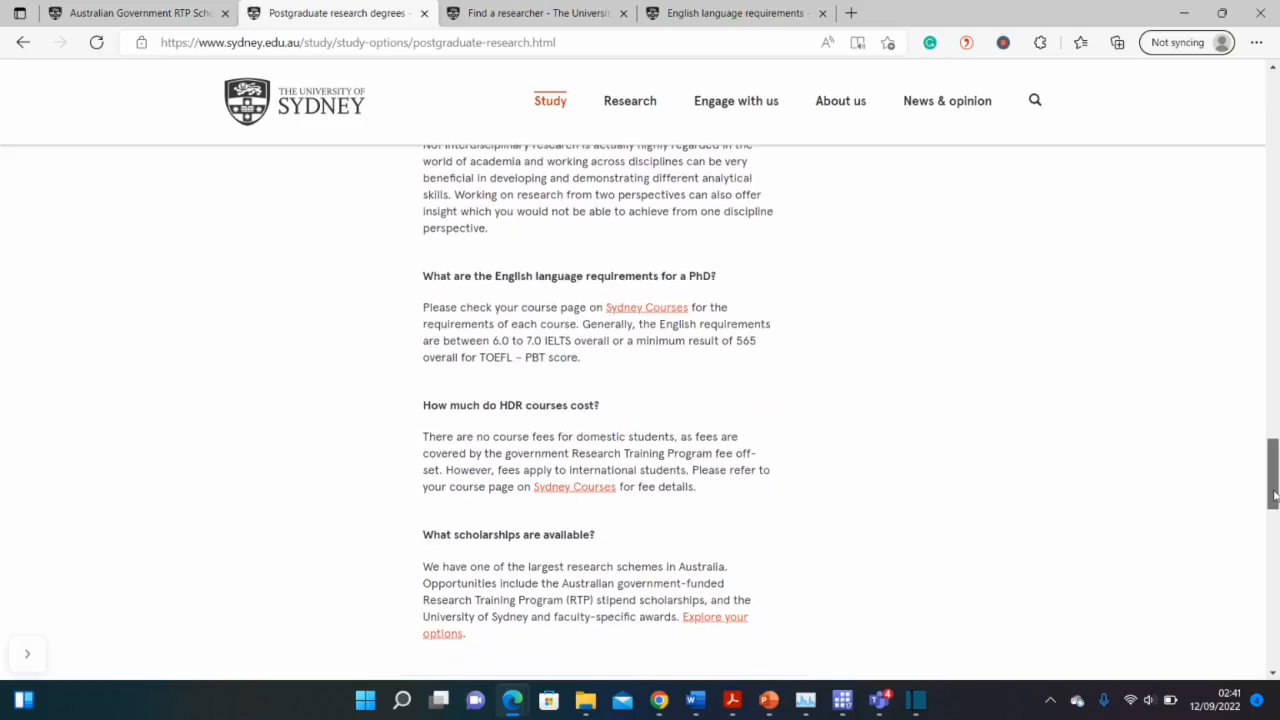 Australian Government RTP Sch
Postgraduate research degrees -
Find a researcher - The Universit
English language requirements -
https://www.sydney.edu.au/study/study-options/postgraduate-research.html
Not syncing
THE UNIVERSITY OF
SYDNEY
Study
Research
Engage with us
About us
News & opinion
No! Interdisciplinary research is actually highly regarded in the
world of academia and working across disciplines can be very
beneficial in developing and demonstrating different analytical
skills. Working on research from two perspectives can also offer
insight which you would not be able to achieve from one discipline
perspective.
What are the English language requirements for a PhD?
Please check your course page on Sydney Courses for the
requirements of each course. Generally, the English requirements
are between 6.0 to 7.0 IELTS overall or a minimum result of 565
overall for TOEFL – PBT score.
How much do HDR courses cost?
There are no course fees for domestic students, as fees are
covered by the government Research Training Program fee off-
set. However, fees apply to international students. Please refer to
your course page on Sydney Courses for fee details.
What scholarships are available?
We have one of the largest research schemes in Australia.
Opportunities include the Australian government-funded
Research Training Program (RTP) stipend scholarships, and the
University of Sydney and faculty-specific awards. Explore your
options.
4
02:41
12/09/2022